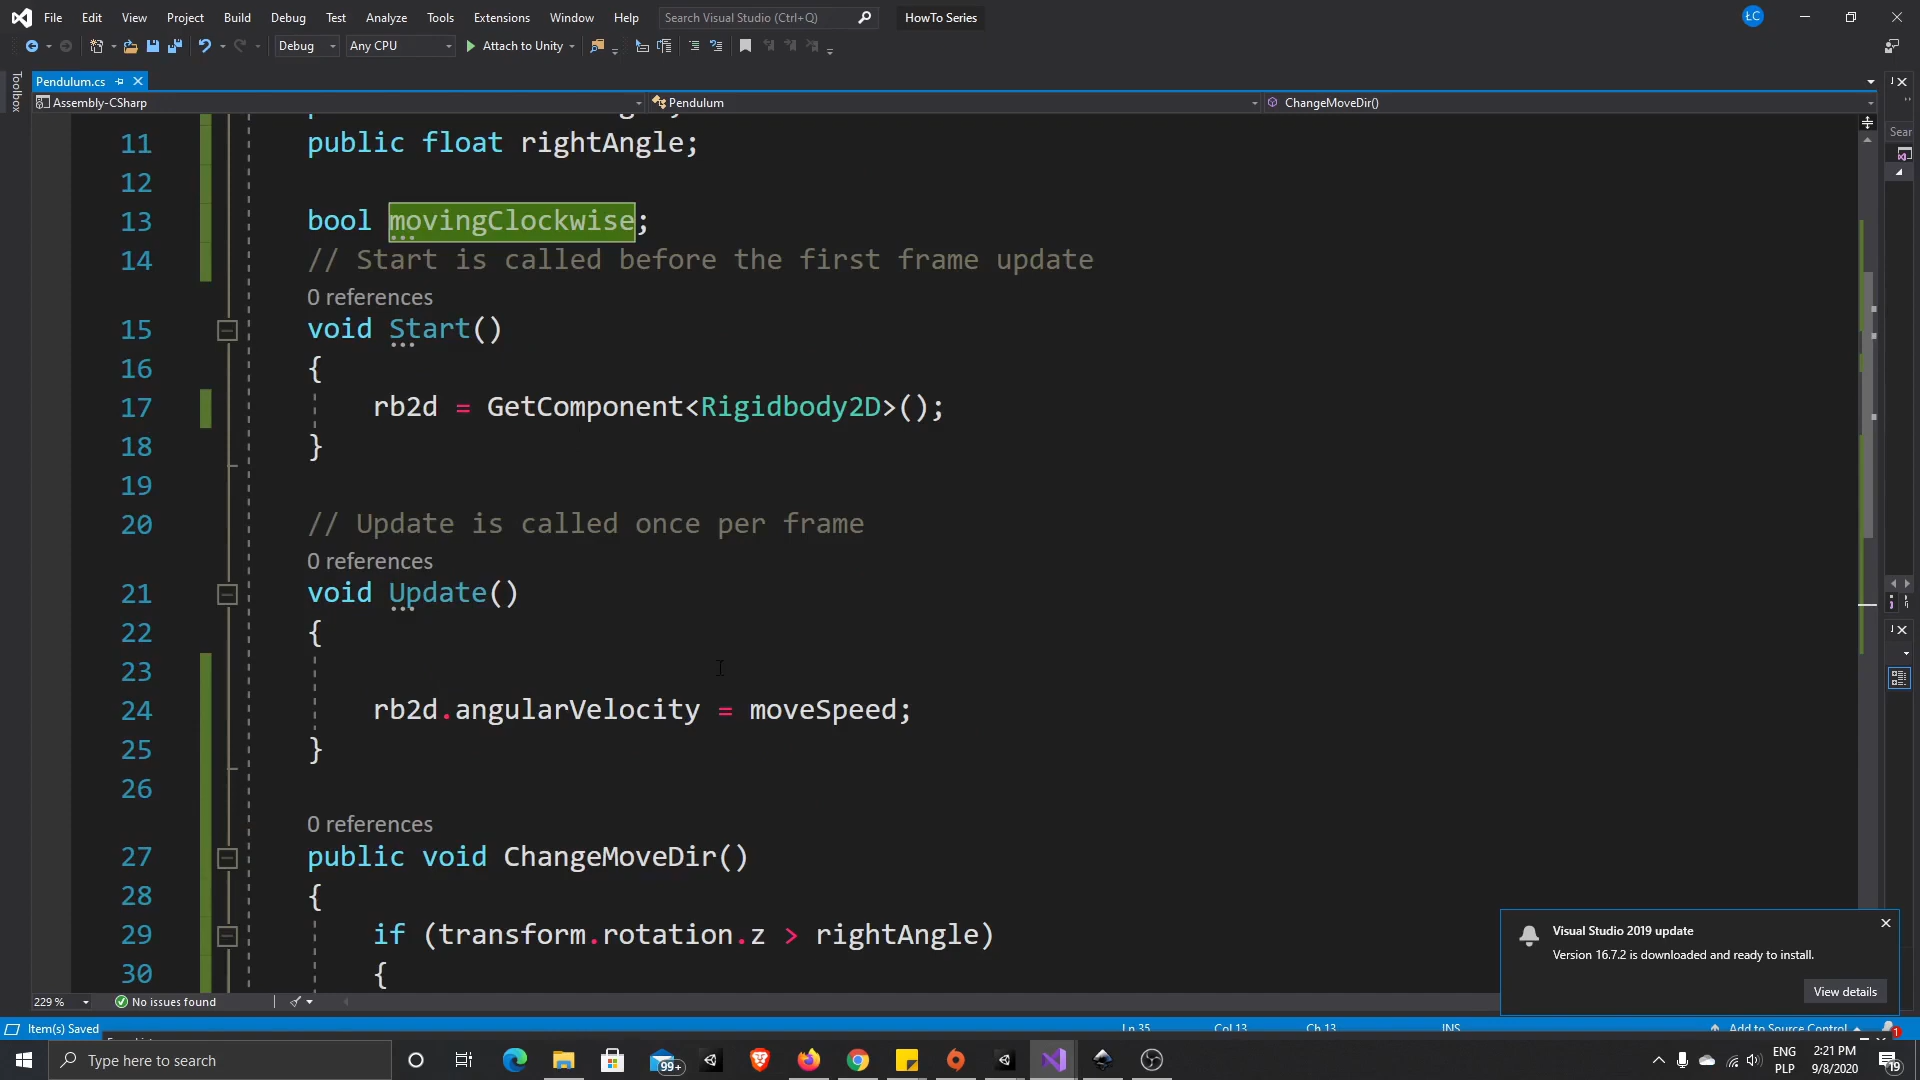 File Edit View Project Build Debug Test Analyze Tools Extensions Window Help Search Visual Studio (Ctrl+Q) HowTo Series ŁC
Debug Any CPU Attach to Unity
Toolbox
Pendulum.cs
Assembly-CSharp Pendulum ChangeMoveDir()
Sear
11 public float rightAngle;
12
13 bool movingClockwise;
14 // Start is called before the first frame update
0 references
15 void Start()
16 {
17 rb2d = GetComponent<Rigidbody2D>();
18 }
19
20 // Update is called once per frame
0 references
21 void Update()
22 {
23
24 rb2d.angularVelocity = moveSpeed;
25 }
26
0 references
27 public void ChangeMoveDir()
28 {
29 if (transform.rotation.z > rightAngle)
30 {
Visual Studio 2019 update
Version 16.7.2 is downloaded and ready to install.
View details
229 % No issues found
Item(s) Saved Ln 35 Col 13 Ch 13 INS Add to Source Control 1
Type here to search 99+ ENG PLP 2:21 PM 9/8/2020 19